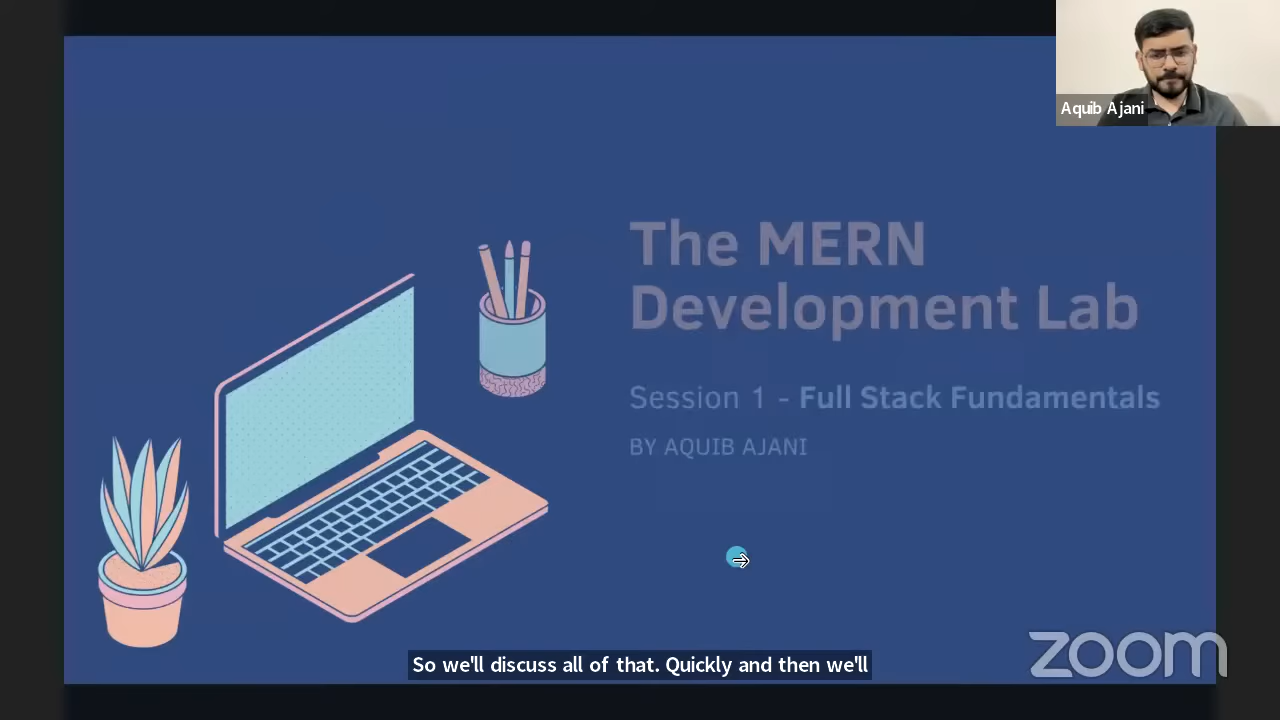 Aquib Ajani
The MERN
Development Lab
Session 1 - Full Stack Fundamentals
BY AQUIB AJANI
So we'll discuss all of that. Quickly and then we'll
zoom